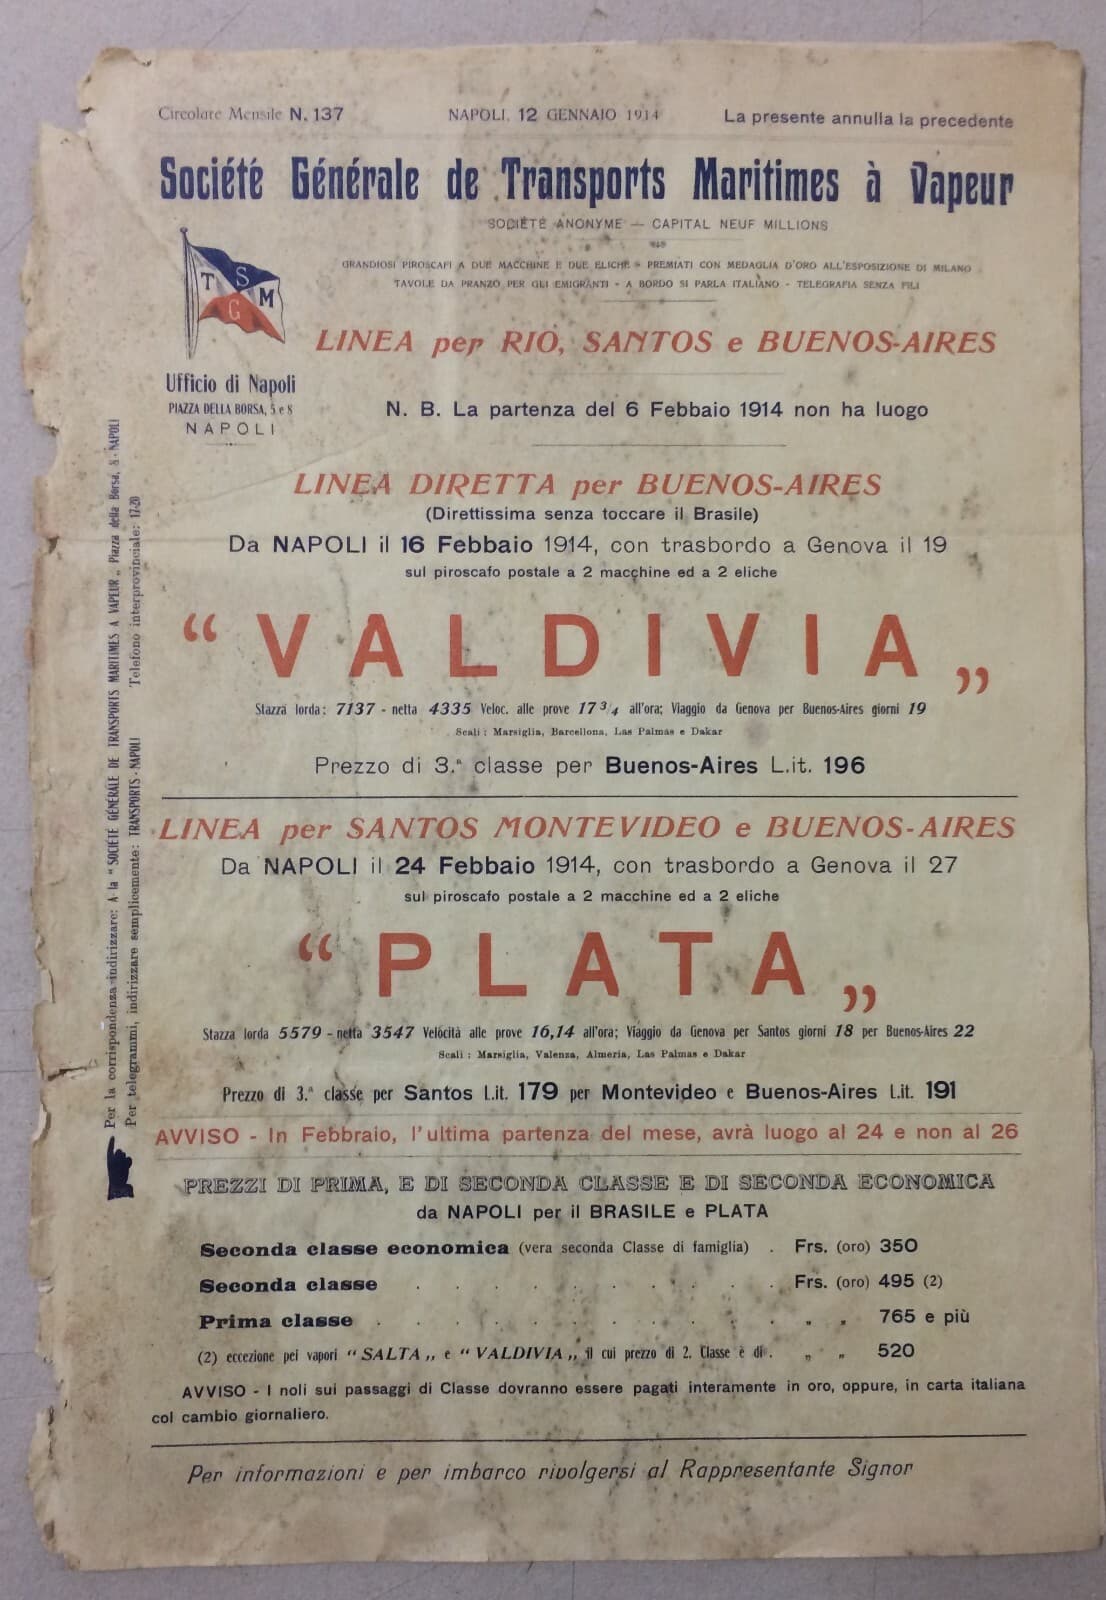 Circolare Mensile N. 137
NAPOLI, 12 GENNAIO 1914
La presente annulla la precedente
Société Générale de Transports Maritimes à Vapeur
SOCIÉTÉ ANONYME — CAPITAL NEUF MILLIONS
GRANDIOSI PIROSCAFI A DUE MACCHINE E DUE ELICHE - PREMIATI CON MEDAGLIA D'ORO ALL'ESPOSIZIONE DI MILANO
TAVOLE DA PRANZO PER GLI EMIGRANTI - A BORDO SI PARLA ITALIANO - TELEGRAFIA SENZA FILI
T S M G
Ufficio di Napoli
PIAZZA DELLA BORSA, 5 e 8
NAPOLI
LINEA per RIO, SANTOS e BUENOS-AIRES
N. B. La partenza del 6 Febbaio 1914 non ha luogo
LINEA DIRETTA per BUENOS-AIRES
(Direttissima senza toccare il Brasile)
Da NAPOLI il 16 Febbaio 1914, con trasbordo a Genova il 19
sul piroscafo postale a 2 macchine ed a 2 eliche
“ VALDIVIA „
Stazza lorda: 7137 - netta 4335 Veloc. alle prove 17 3/4 all'ora; Viaggio da Genova per Buenos-Aires giorni 19
Scali : Marsiglia, Barcellona, Las Palmas e Dakar
Prezzo di 3.ª classe per Buenos-Aires L.it. 196
LINEA per SANTOS MONTEVIDEO e BUENOS-AIRES
Da NAPOLI il 24 Febbaio 1914, con trasbordo a Genova il 27
sul piroscafo postale a 2 macchine ed a 2 eliche
“ PLATA „
Stazza lorda 5579 - netta 3547 Velocità alle prove 16,14 all'ora; Viaggio da Genova per Santos giorni 18 per Buenos-Aires 22
Scali : Marsiglia, Valenza, Almeria, Las Palmas e Dakar
Prezzo di 3.ª classe per Santos L.it. 179 per Montevideo e Buenos-Aires L.it. 191
AVVISO - In Febbraio, l'ultima partenza del mese, avrà luogo al 24 e non al 26
PREZZI DI PRIMA, E DI SECONDA CLASSE E DI SECONDA ECONOMICA
da NAPOLI per il BRASILE e PLATA
Seconda classe economica (vera seconda Classe di famiglia) . Frs. (oro) 350
Seconda classe . . . . . . . . . . Frs. (oro) 495 (2)
Prima classe . . . . . . . . . . „ „ 765 e più
(2) eccezione pei vapori “ SALTA „ e “ VALDIVIA „ il cui prezzo di 2. Classe è di . „ „ 520
AVVISO - I noli sui passaggi di Classe dovranno essere pagati interamente in oro, oppure, in carta italiana
col cambio giornaliero.
Per informazioni e per imbarco rivolgersi al Rappresentante Signor
Per la corrispondenza indirizzare: A la “ SOCIÉTÉ GÉNÉRALE DE TRANSPORTS MARITIMES A VAPEUR „ Piazza della Borsa, 8 - NAPOLI
Per telegrammi, indirizzare semplicemente: TRANSPORTS - NAPOLI Telefono interprovinciale: 17-20